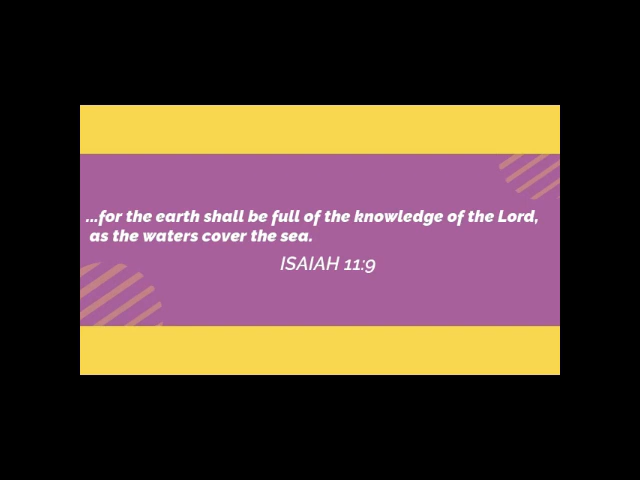 ...for the earth shall be full of the knowledge of the Lord,
as the waters cover the sea.
ISAIAH 11:9